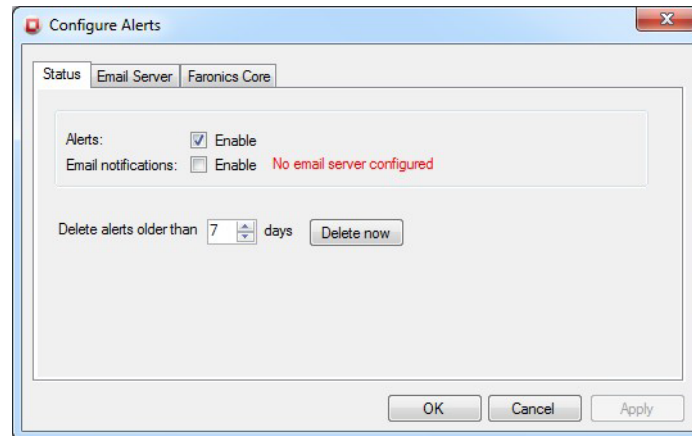 Configure Alerts
Status Email Server Faronics Core
Alerts: Enable
Email notifications: Enable No email server configured
Delete alerts older than 7 days Delete now
OK Cancel Apply